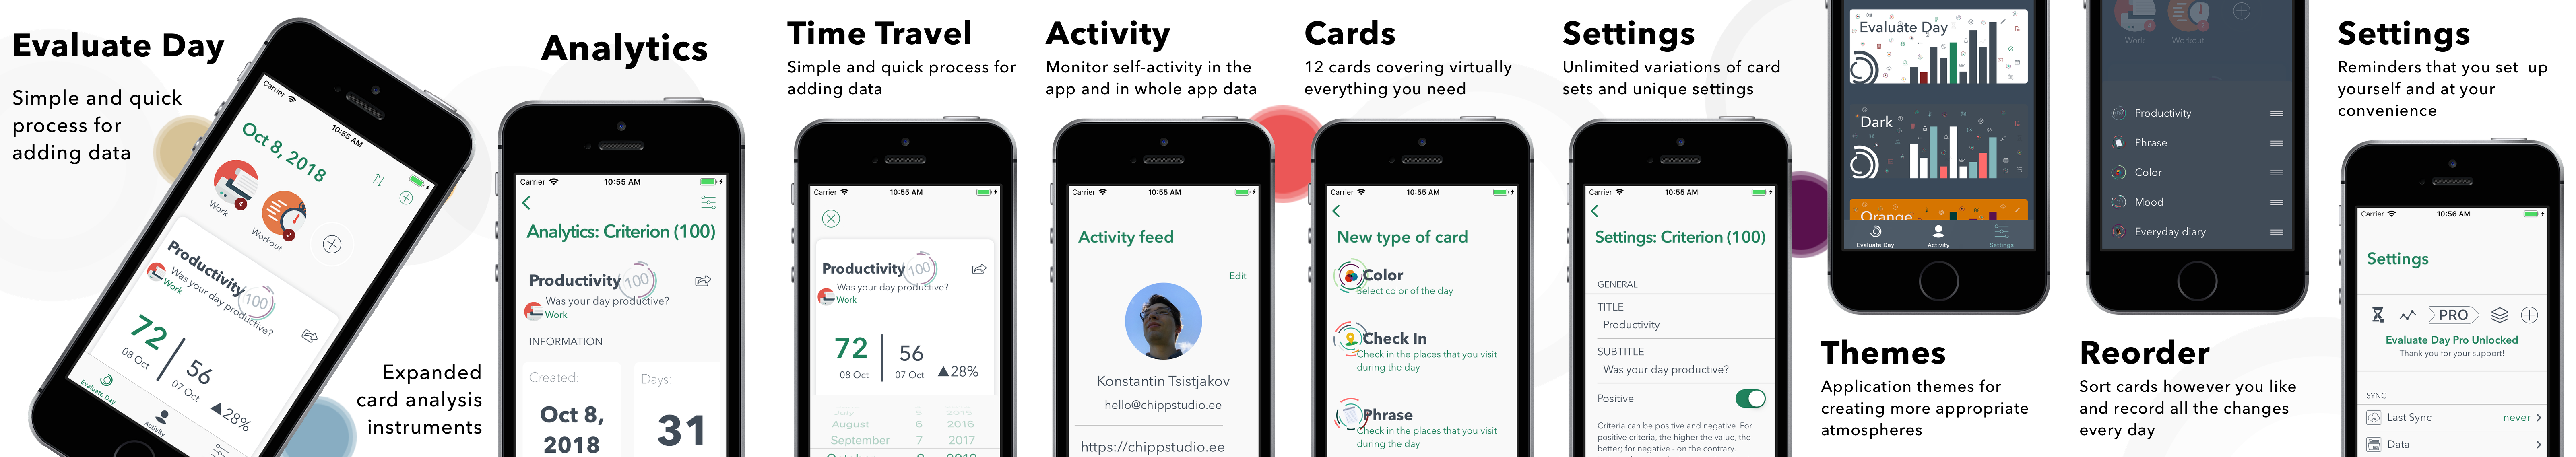 Evaluate Day
Simple and quick
process for
adding data
Carrier
10:55 AM
Oct 8, 2018
Work
4
Workout
2
Productivity
100
Was your day productive?
Work
72
08 Oct
56
07 Oct
▲28%
Evaluate Day
Activity
Expanded
card analysis
instruments
Analytics
Carrier
10:55 AM
Analytics: Criterion (100)
Productivity
100
Was your day productive?
Work
INFORMATION
Created:
Days:
Oct 8,
2018
31
Time Travel
Simple and quick process for
adding data
Carrier
10:55 AM
Productivity
100
Was your day productive?
Work
72
56
08 Oct
07 Oct
▲28%
July 5 2015
August 6 2016
September 7 2017
Activity
Monitor self-activity in the
app and in whole app data
Carrier
10:55 AM
Activity feed
Edit
Konstantin Tsistjakov
hello@chippstudio.ee
https://chippstudio.ee
Cards
12 cards covering virtually
everything you need
Carrier
10:55 AM
New type of card
Color
Select color of the day
Check In
Check in the places that you visit
during the day
Phrase
Check in the places that you visit
during the day
Settings
Unlimited variations of card
sets and unique settings
Carrier
10:55 AM
Settings: Criterion (100)
GENERAL
TITLE
Productivity
SUBTITLE
Was your day productive?
Positive
Criteria can be positive and negative. For
positive criteria, the higher the value, the
better; for negative - on the contrary.
Evaluate Day
Dark
Orange
Evaluate Day
Activity
Settings
Themes
Application themes for
creating more appropriate
atmospheres
Work
Workout
Productivity
Phrase
Color
Mood
Everyday diary
Reorder
Sort cards however you like
and record all the changes
every day
Settings
Reminders that you set up
yourself and at your
convenience
Carrier
10:56 AM
Settings
PRO
Evaluate Day Pro Unlocked
Thank you for your support!
SYNC
Last Sync
never
Data